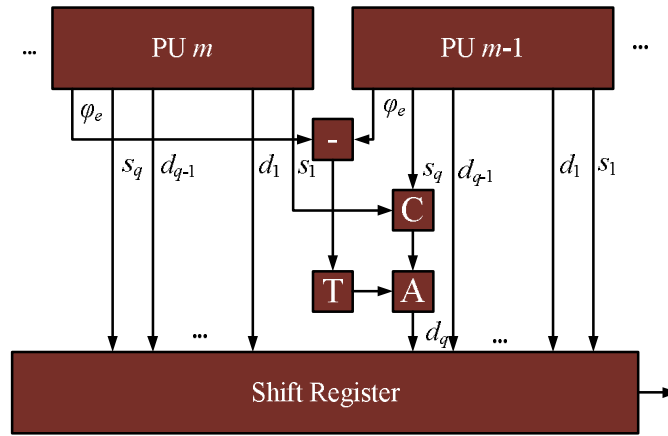 ... PU m PU m-1 ...
φe φe
-
sq dq-1 d1 s1 sq dq-1 d1 s1
C
T A
... dq ...
Shift Register